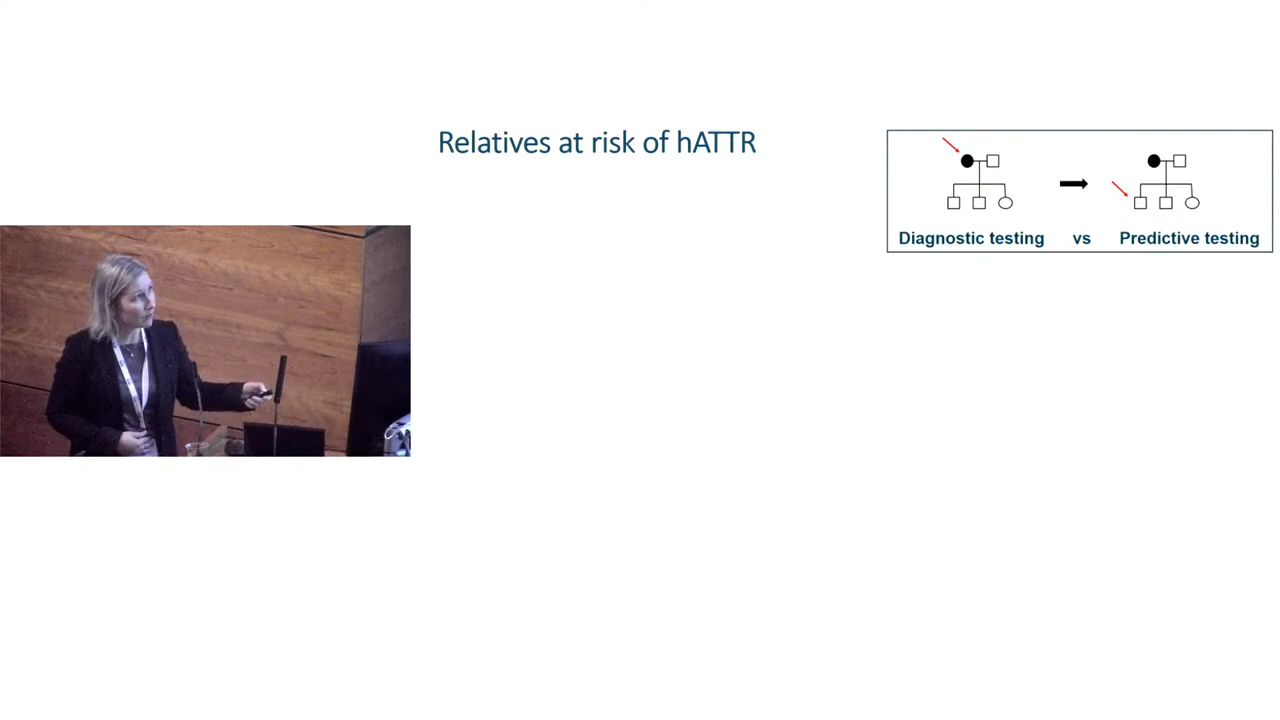 Relatives at risk of hATTR
Diagnostic testing vs Predictive testing